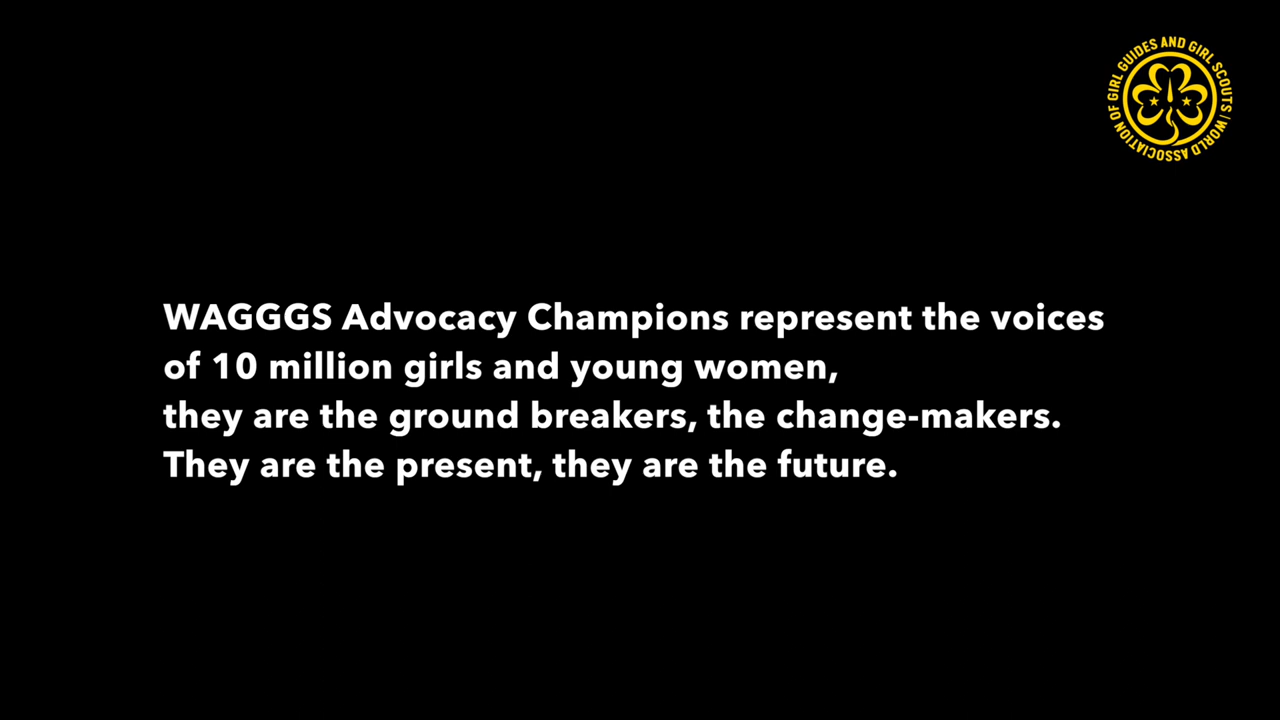 WORLD ASSOCIATION OF GIRL GUIDES AND GIRL SCOUTS |
WAGGGS Advocacy Champions represent the voices
of 10 million girls and young women,
they are the ground breakers, the change-makers.
They are the present, they are the future.